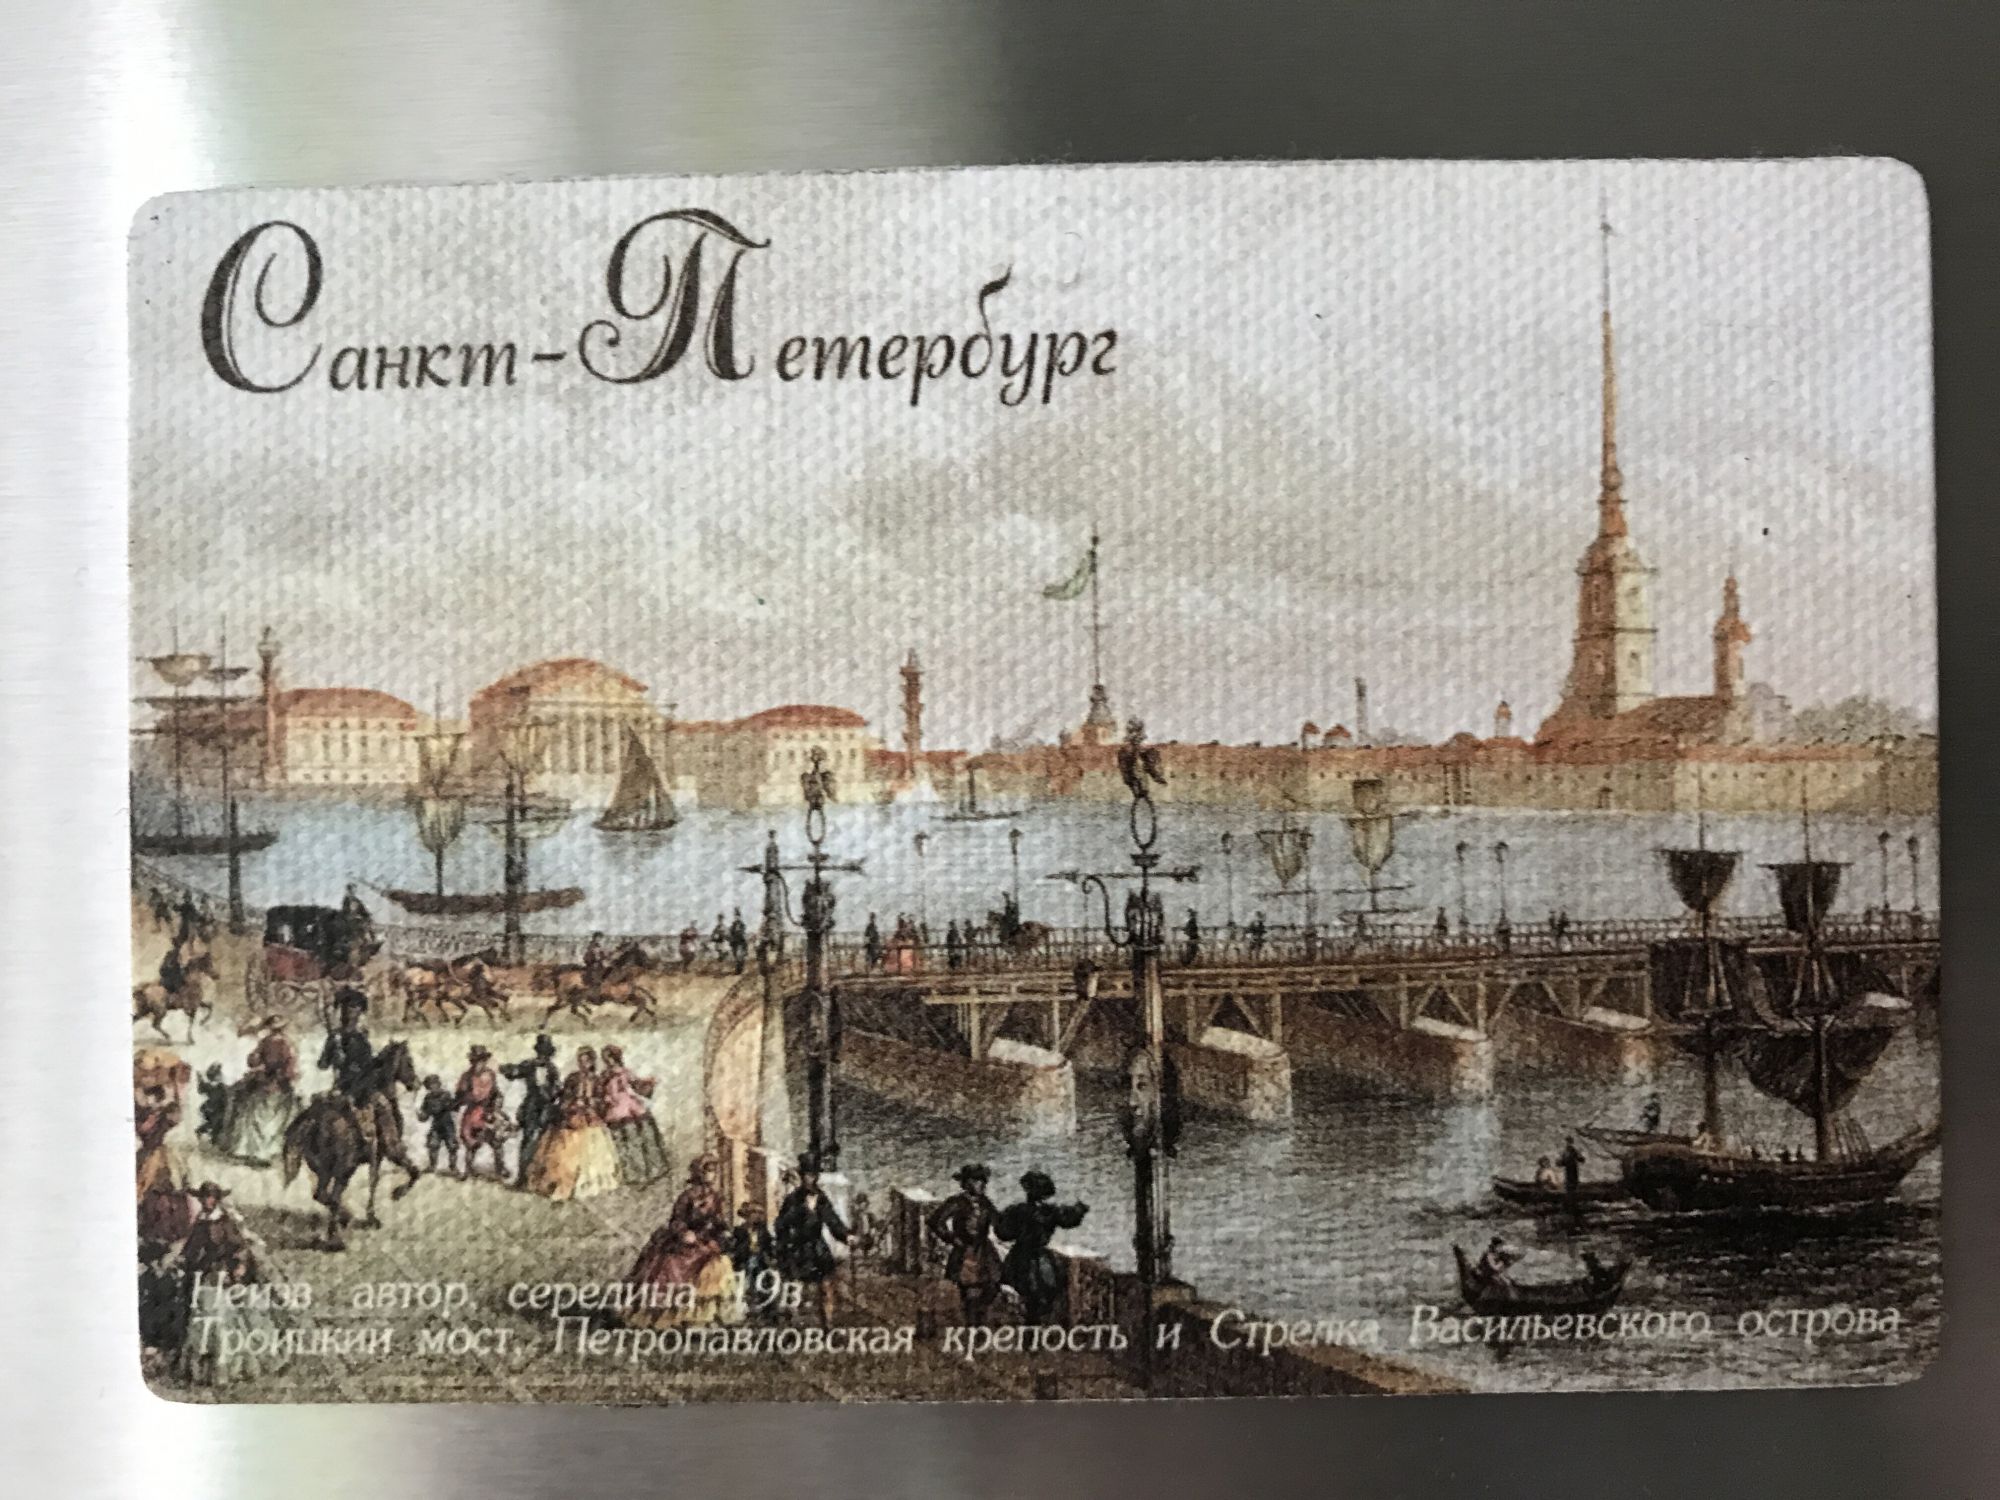 Санкт-Петербург
Неизв автор, середина 19в.
Троицкий мост, Петропавловская крепость и Стрелка Васильевского острова